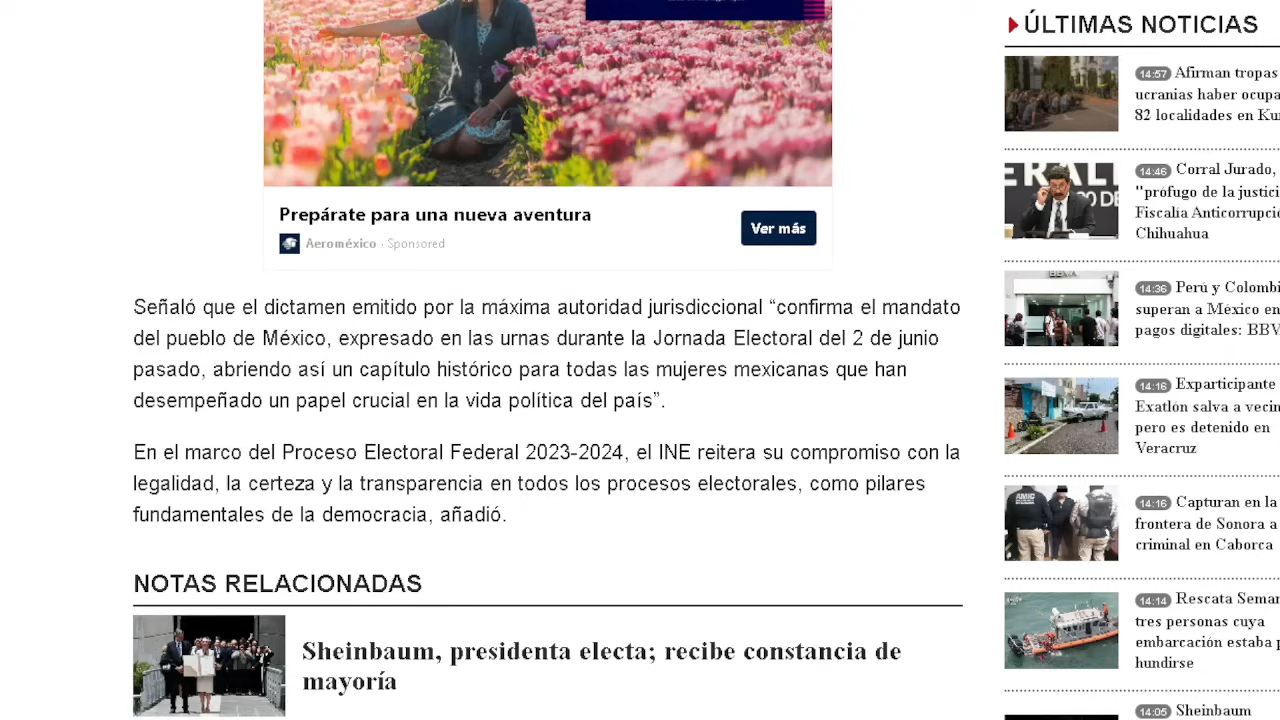 Prepárate para una nueva aventura
Aeroméxico · Sponsored
Ver más
Señaló que el dictamen emitido por la máxima autoridad jurisdiccional “confirma el mandato
del pueblo de México, expresado en las urnas durante la Jornada Electoral del 2 de junio
pasado, abriendo así un capítulo histórico para todas las mujeres mexicanas que han
desempeñado un papel crucial en la vida política del país”.
En el marco del Proceso Electoral Federal 2023-2024, el INE reitera su compromiso con la
legalidad, la certeza y la transparencia en todos los procesos electorales, como pilares
fundamentales de la democracia, añadió.
NOTAS RELACIONADAS
Sheinbaum, presidenta electa; recibe constancia de
mayoría
ÚLTIMAS NOTICIAS
14:57 Afirman tropas
ucranias haber ocupa
82 localidades en Ku
14:46 Corral Jurado,
"prófugo de la justici
Fiscalía Anticorrupci
Chihuahua
14:36 Perú y Colombi
superan a México en
pagos digitales: BBV
14:16 Exparticipante
Exatlón salva a vecin
pero es detenido en
Veracruz
14:16 Capturan en la
frontera de Sonora a
criminal en Caborca
14:14 Rescata Semar
tres personas cuya
embarcación estaba p
hundirse
14:05 Sheinbaum